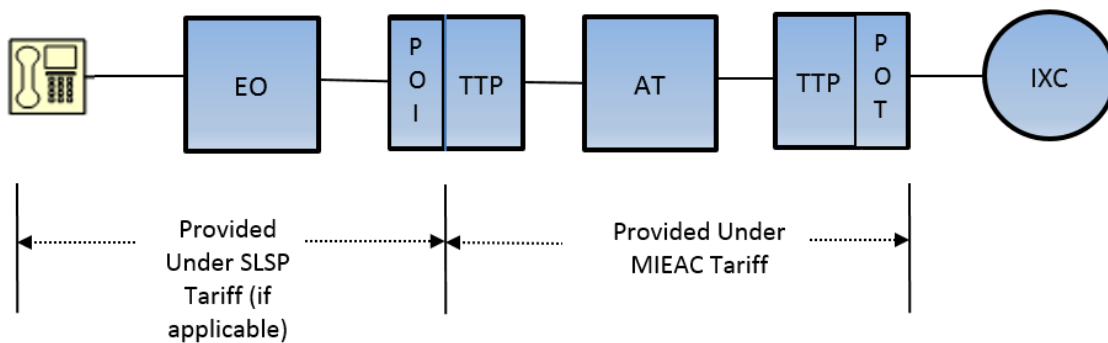 EO
P
O
I
TTP
AT
TTP
P
O
T
IXC
Provided
Under SLSP
Tariff (if
applicable)
Provided Under
MIEAC Tariff